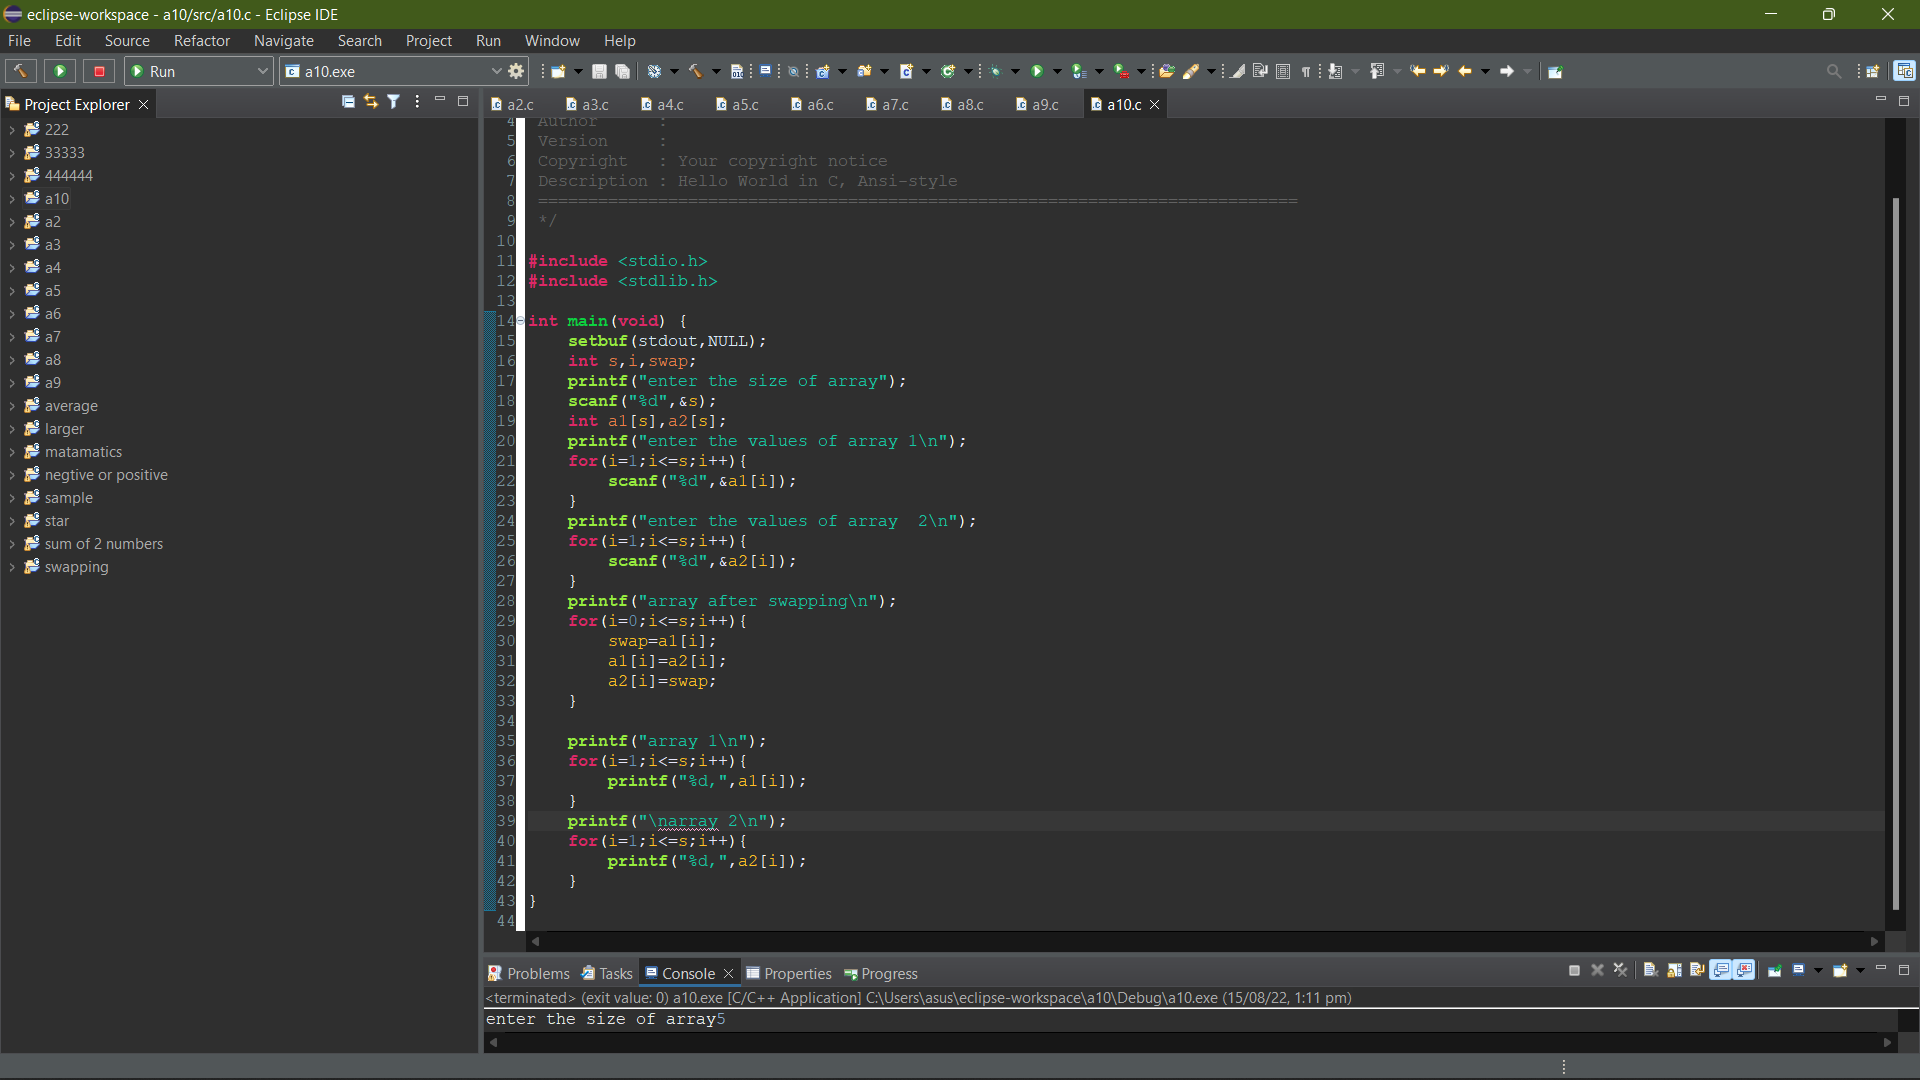 eclipse-workspace - a10/src/a10.c - Eclipse IDE
File Edit Source Refactor Navigate Search Project Run Window Help
Run a10.exe
Project Explorer
222
33333
444444
a10
a2
a3
a4
a5
a6
a7
a8
a9
average
larger
matamatics
negtive or positive
sample
star
sum of 2 numbers
swapping
a2.c a3.c a4.c a5.c a6.c a7.c a8.c a9.c a10.c
4 Author :
5 Version :
6 Copyright : Your copyright notice
7 Description : Hello World in C, Ansi-style
8 ============================================================================
9 */
10
11 #include <stdio.h>
12 #include <stdlib.h>
13
14 int main(void) {
15 setbuf(stdout,NULL);
16 int s,i,swap;
17 printf("enter the size of array");
18 scanf("%d",&s);
19 int a1[s],a2[s];
20 printf("enter the values of array 1\n");
21 for(i=1;i<=s;i++){
22 scanf("%d",&a1[i]);
23 }
24 printf("enter the values of array  2\n");
25 for(i=1;i<=s;i++){
26 scanf("%d",&a2[i]);
27 }
28 printf("array after swapping\n");
29 for(i=0;i<=s;i++){
30 swap=a1[i];
31 a1[i]=a2[i];
32 a2[i]=swap;
33 }
34
35 printf("array 1\n");
36 for(i=1;i<=s;i++){
37 printf("%d,",a1[i]);
38 }
39 printf("\narray 2\n");
40 for(i=1;i<=s;i++){
41 printf("%d,",a2[i]);
42 }
43 }
44
Problems Tasks Console Properties Progress
<terminated> (exit value: 0) a10.exe [C/C++ Application] C:\Users\asus\eclipse-workspace\a10\Debug\a10.exe (15/08/22, 1:11 pm)
enter the size of array5